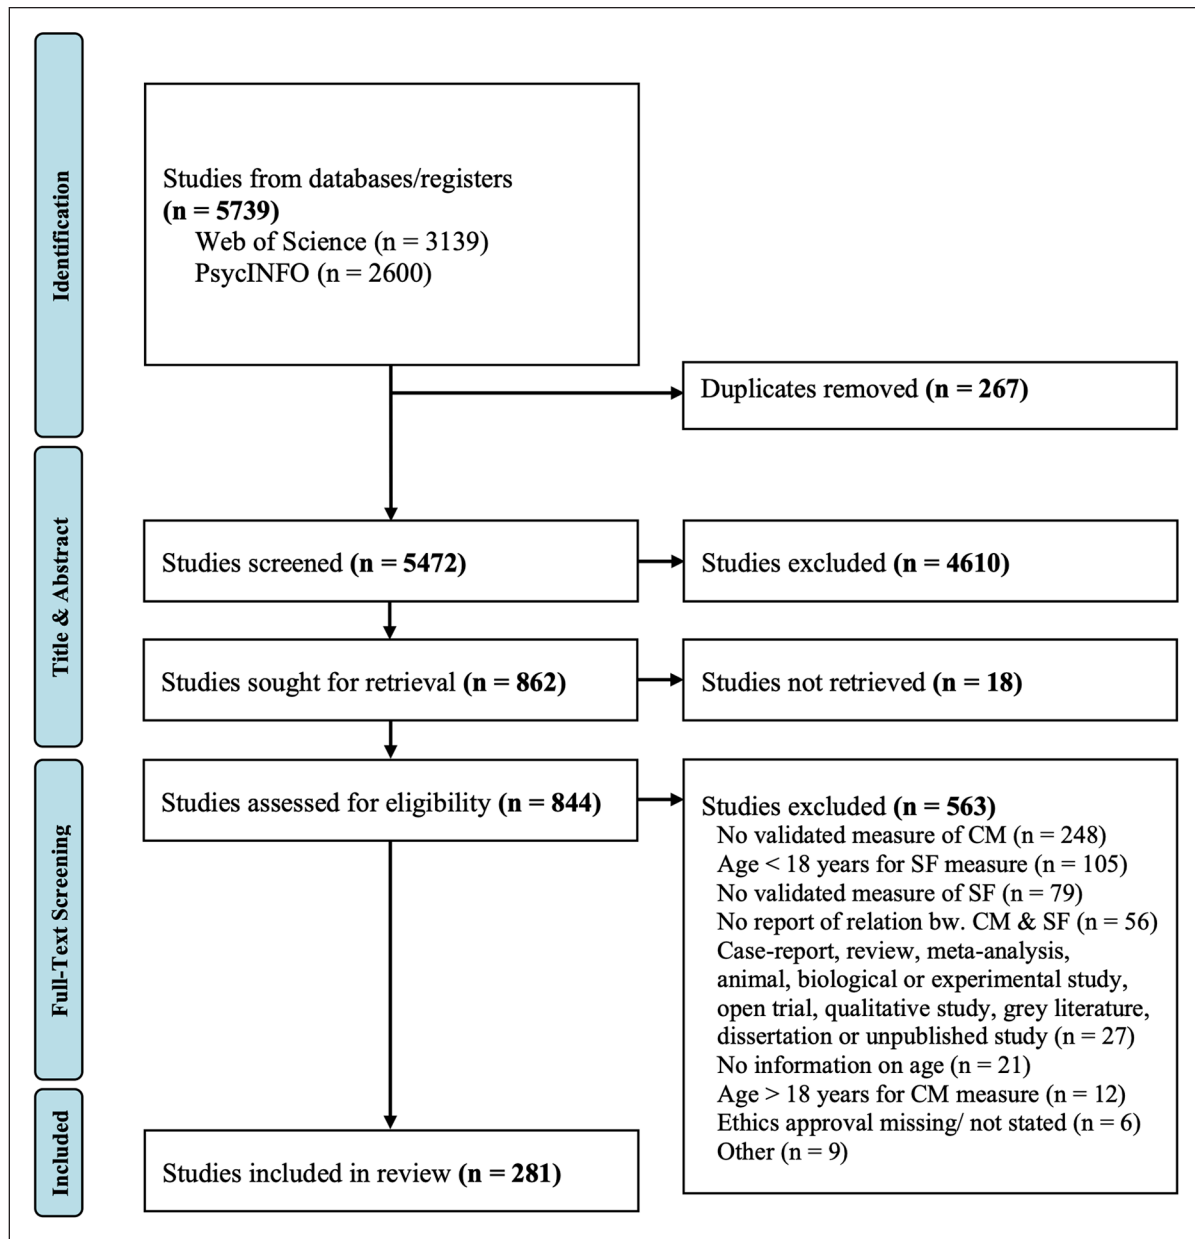 Identification
Studies from databases/registers
(n = 5739)
Web of Science (n = 3139)
PsycINFO (n = 2600)
Duplicates removed (n = 267)
Title & Abstract
Studies screened (n = 5472)
Studies excluded (n = 4610)
Studies sought for retrieval (n = 862)
Studies not retrieved (n = 18)
Full-Text Screening
Studies assessed for eligibility (n = 844)
Studies excluded (n = 563)
No validated measure of CM (n = 248)
Age < 18 years for SF measure (n = 105)
No validated measure of SF (n = 79)
No report of relation bw. CM & SF (n = 56)
Case-report, review, meta-analysis,
animal, biological or experimental study,
open trial, qualitative study, grey literature,
dissertation or unpublished study (n = 27)
No information on age (n = 21)
Age > 18 years for CM measure (n = 12)
Ethics approval missing/ not stated (n = 6)
Other (n = 9)
Included
Studies included in review (n = 281)